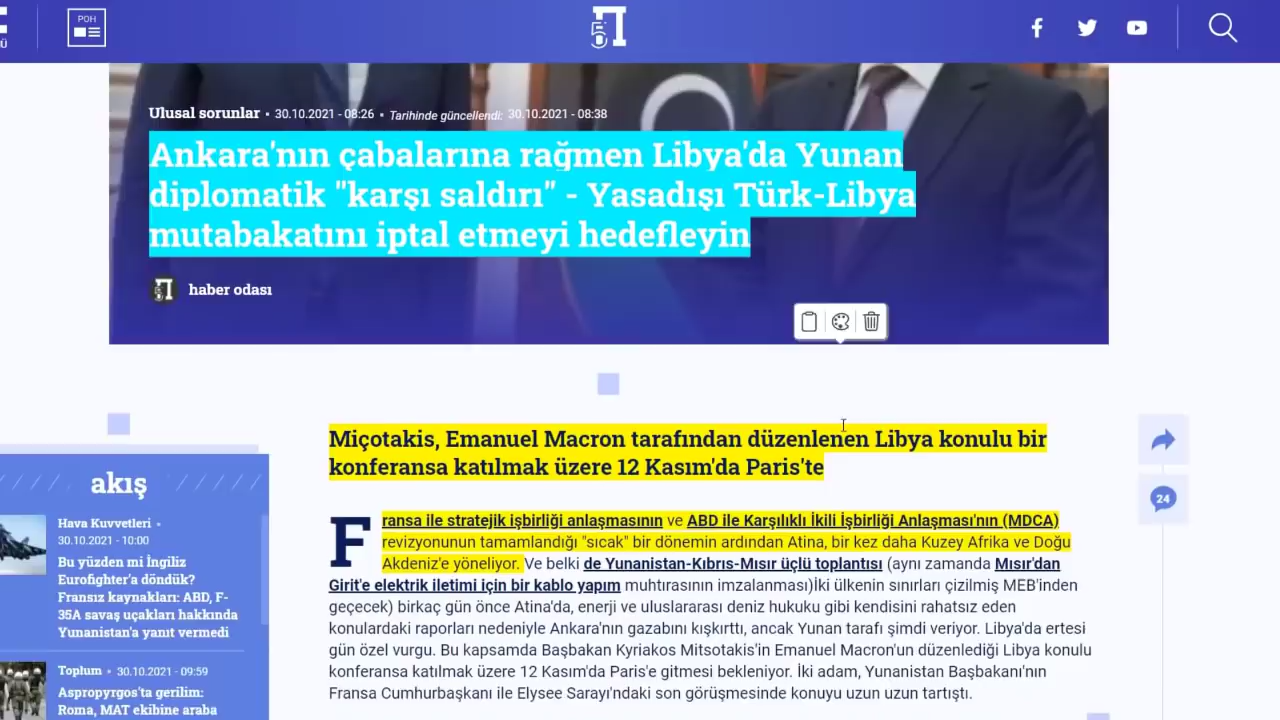 Ü
РОН
5Π
Ulusal sorunlar • 30.10.2021 - 08:26 • Tarihinde güncellendi: 30.10.2021 - 08:38
Ankara'nın çabalarına rağmen Libya'da Yunan
diplomatik "karşı saldırı" - Yasadışı Türk-Libya
mutabakatını iptal etmeyi hedefleyin
5Π haber odası
Miçotakis, Emanuel Macron tarafından düzenlenen Libya konulu bir
konferansa katılmak üzere 12 Kasım'da Paris'te
Fransa ile stratejik işbirliği anlaşmasının ve ABD ile Karşılıklı İkili İşbirliği Anlaşması'nın (MDCA)
revizyonunun tamamlandığı "sıcak" bir dönemin ardından Atina, bir kez daha Kuzey Afrika ve Doğu
Akdeniz'e yöneliyor. Ve belki de Yunanistan-Kıbrıs-Mısır üçlü toplantısı (aynı zamanda Mısır'dan
Girit'e elektrik iletimi için bir kablo yapım muhtırasının imzalanması)İki ülkenin sınırları çizilmiş MEB'inden
geçecek) birkaç gün önce Atina'da, enerji ve uluslararası deniz hukuku gibi kendisini rahatsız eden
konulardaki raporları nedeniyle Ankara'nın gazabını kışkırttı, ancak Yunan tarafı şimdi veriyor. Libya'da ertesi
gün özel vurgu. Bu kapsamda Başbakan Kyriakos Mitsotakis'in Emanuel Macron'un düzenlediği Libya konulu
konferansa katılmak üzere 12 Kasım'da Paris'e gitmesi bekleniyor. İki adam, Yunanistan Başbakanı'nın
Fransa Cumhurbaşkanı ile Elysee Sarayı'ndaki son görüşmesinde konuyu uzun uzun tartıştı.
24
akış
Hava Kuvvetleri •
30.10.2021 - 10:00
Bu yüzden mi İngiliz
Eurofighter'a döndük?
Fransız kaynakları: ABD, F-
35A savaş uçakları hakkında
Yunanistan'a yanıt vermedi
Toplum • 30.10.2021 - 09:59
Aspropyrgos'ta gerilim:
Roma, MAT ekibine araba